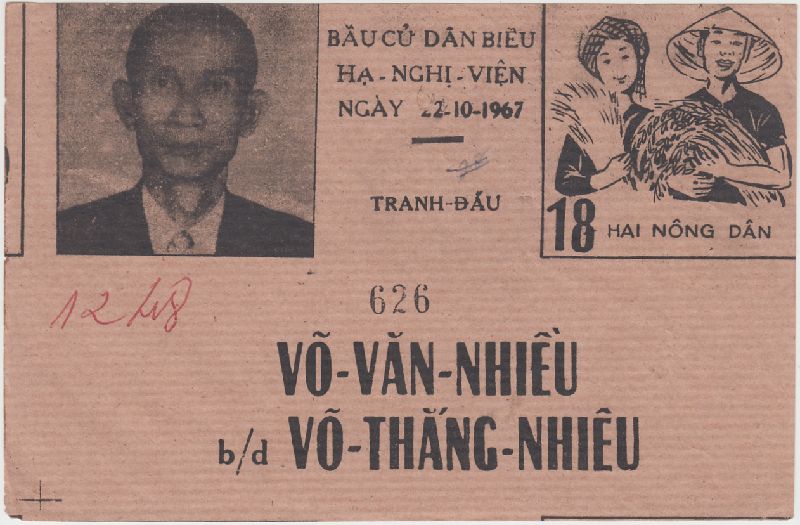 BẦU CỬ DÂN BIỂU
HẠ-NGHỊ-VIỆN
NGÀY 22-10-1967
TRANH-ĐẤU
18 HAI NÔNG DÂN
1248
626
VÕ-VĂN-NHIỀU
b/d VÕ-THẮNG-NHIÊU